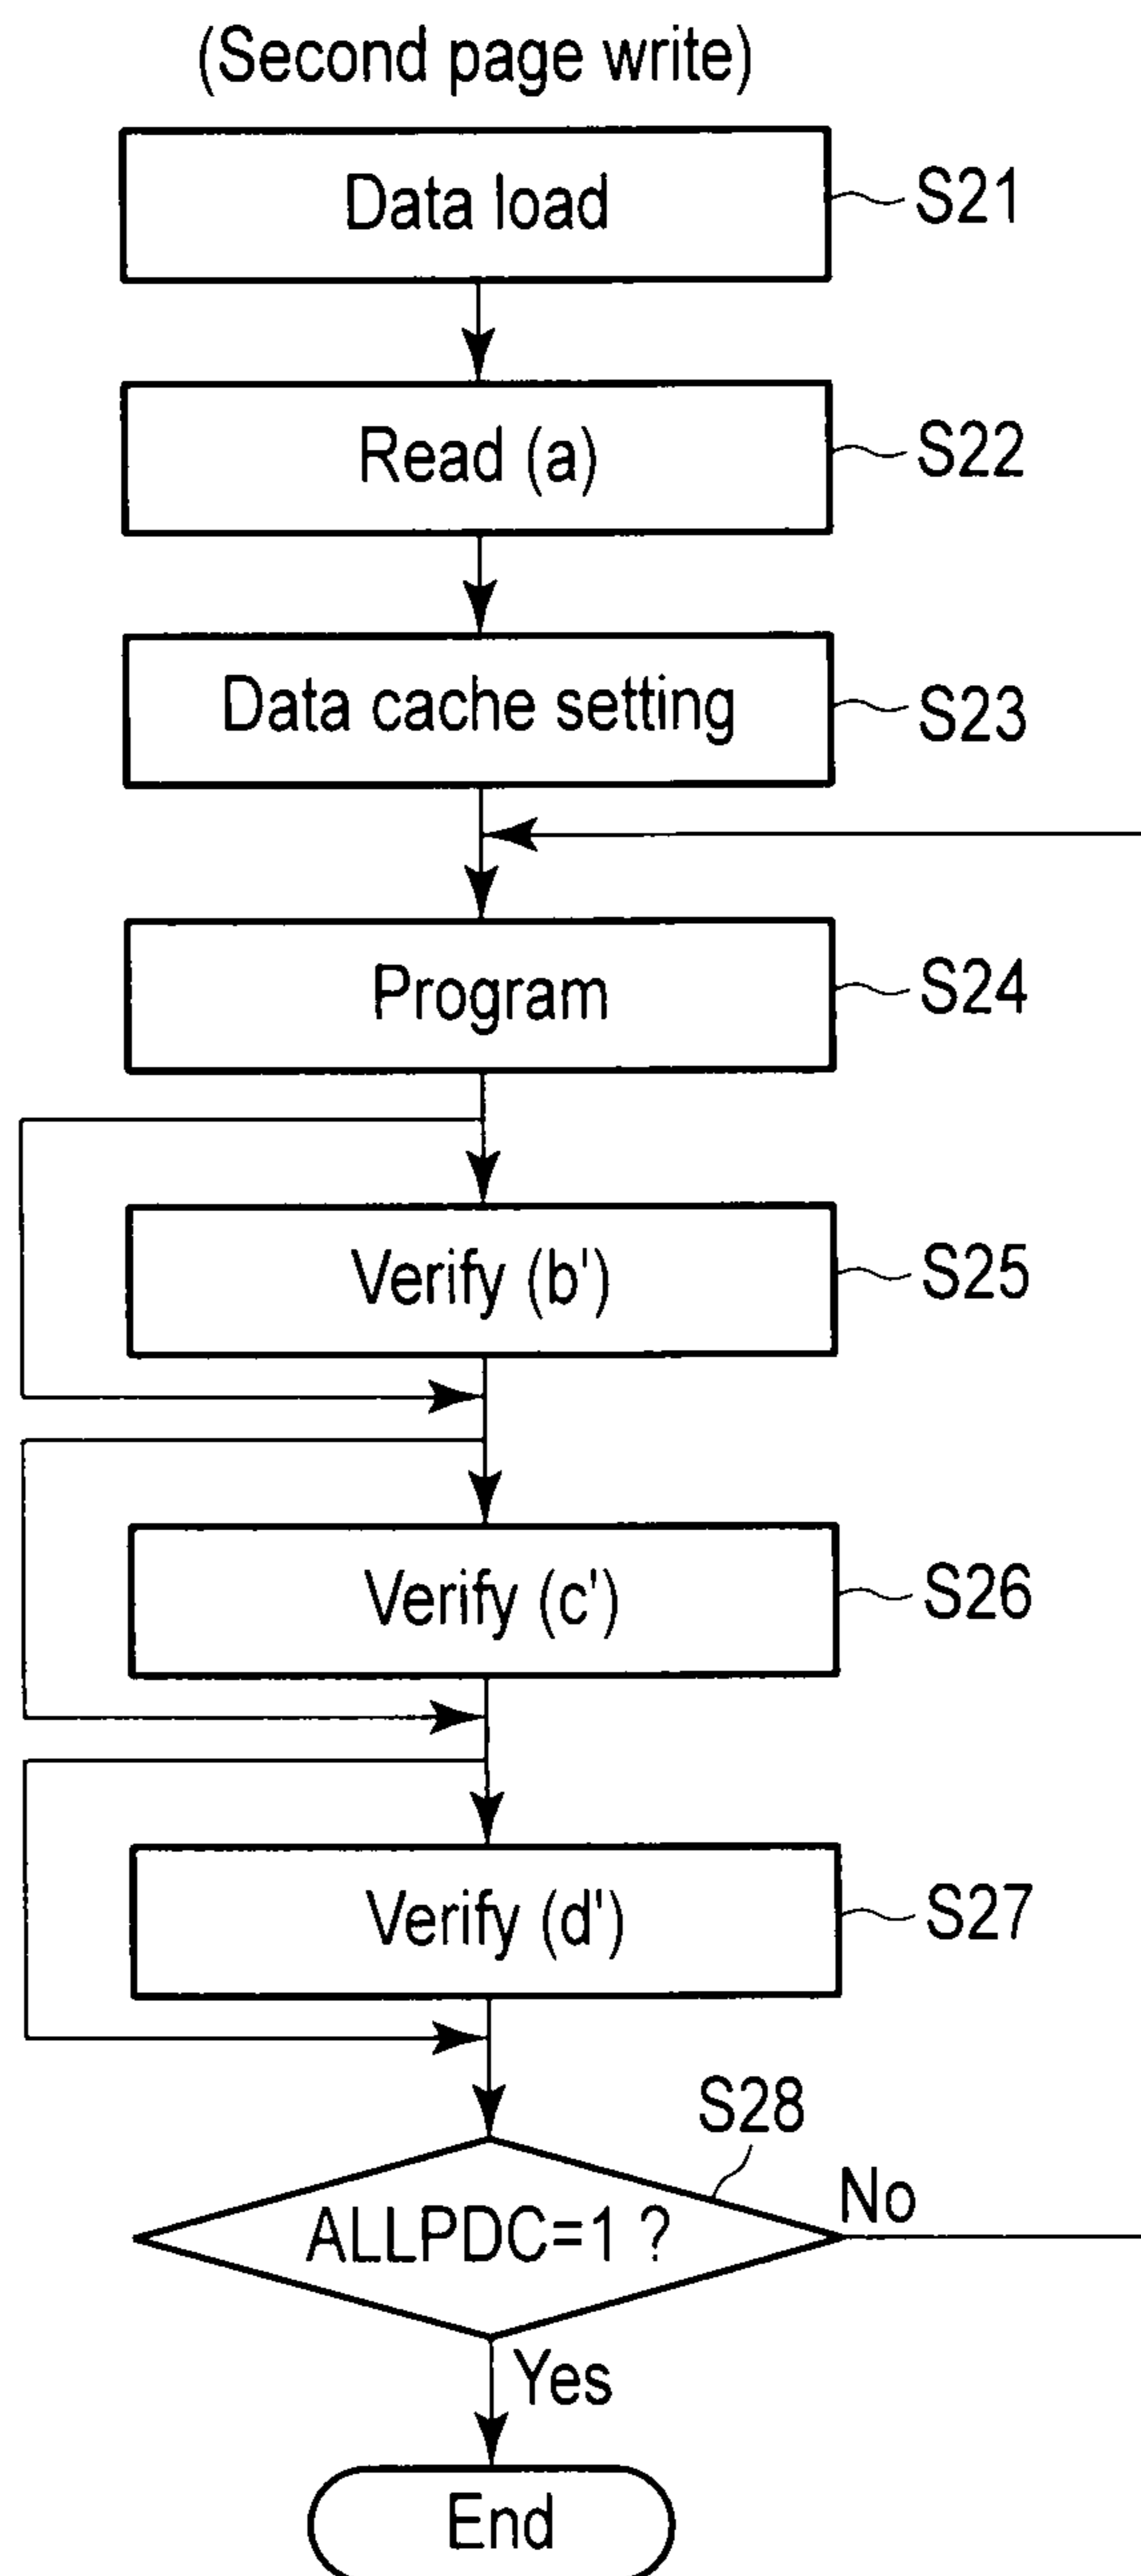 (Second page write)
Data load
S21
Read (a)
S22
Data cache setting
S23
Program
S24
Verify (b')
S25
Verify (c')
S26
Verify (d')
S27
S28
ALLPDC=1 ?
No
Yes
End